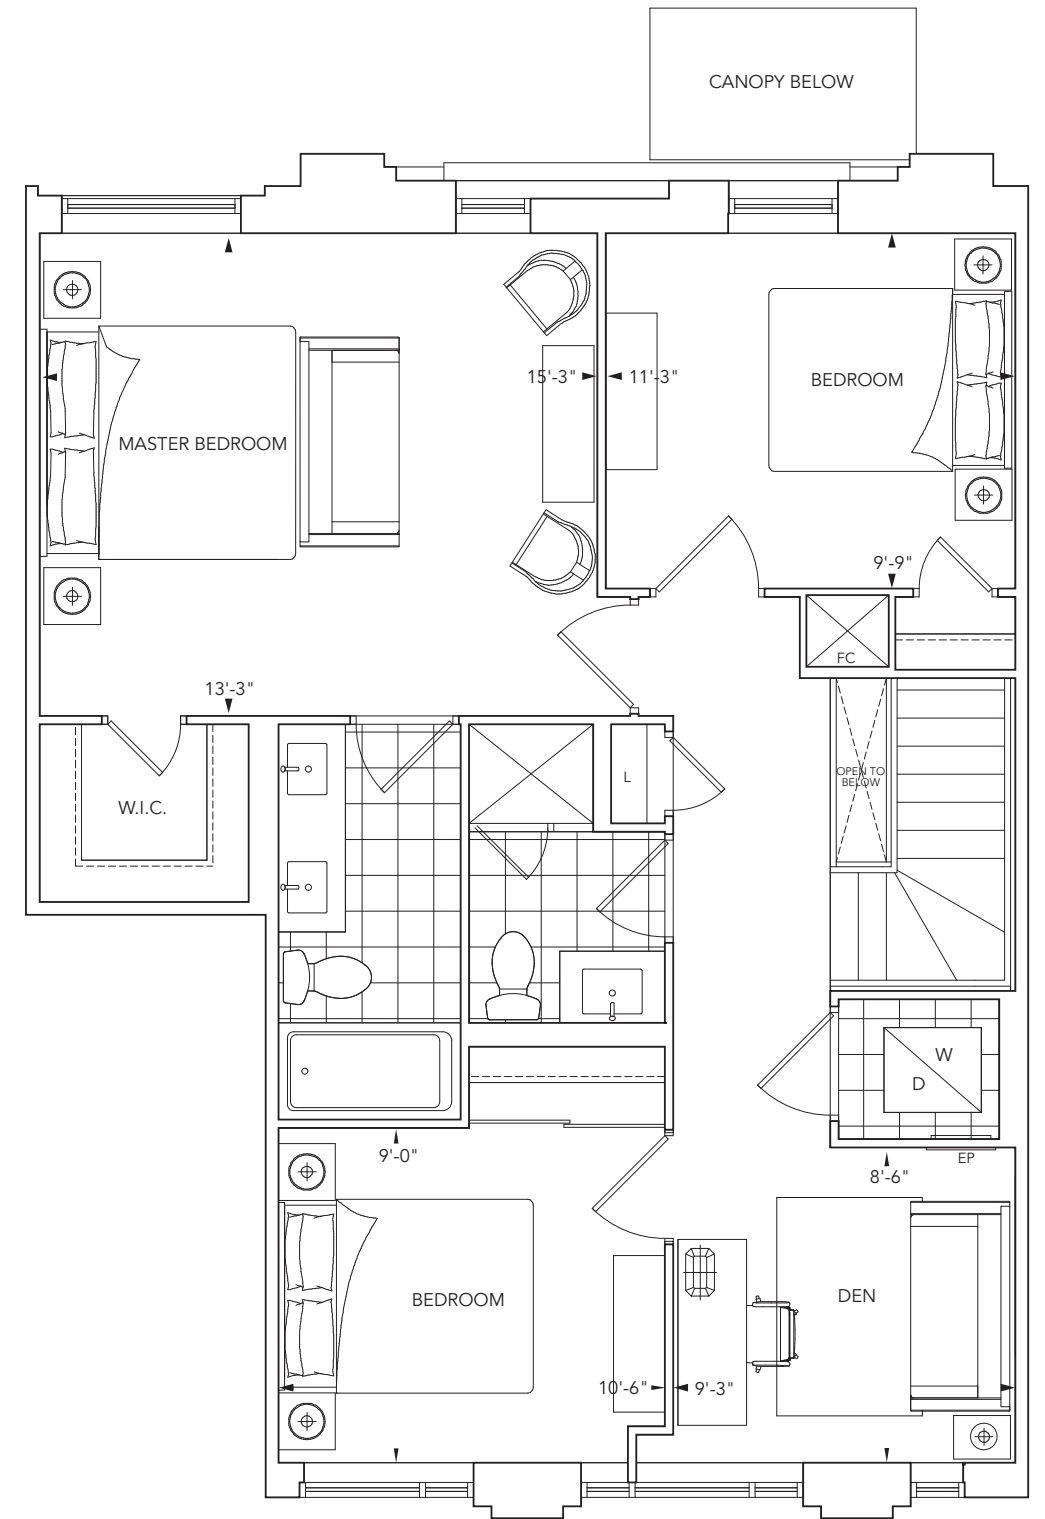 CANOPY BELOW
15'-3"
11'-3"
BEDROOM
MASTER BEDROOM
9'-9"
FC
13'-3"
OPEN TO
BELOW
L
W.I.C.
W
D
9'-0"
EP
8'-6"
DEN
BEDROOM
10'-6"
9'-3"